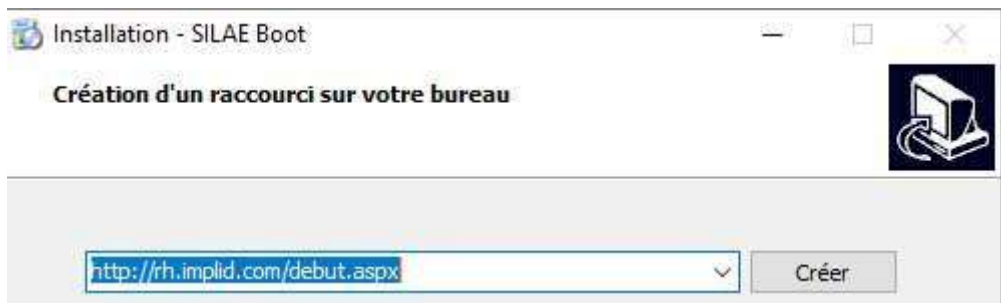 Installation - SILAE Boot
Création d'un raccourci sur votre bureau
http://rh.implid.com/debut.aspx
Créer